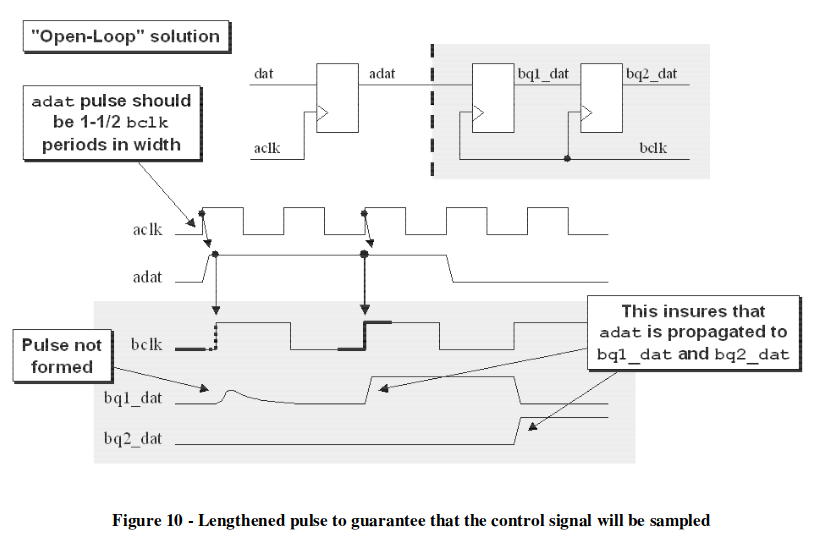 "Open-Loop" solution
adat pulse should
be 1-1/2 bclk
periods in width
dat
adat
bq1_dat
bq2_dat
aclk
bclk
aclk
adat
This insures that
adat is propagated to
bq1_dat and bq2_dat
Pulse not
formed
bclk
bq1_dat
bq2_dat
Figure 10 - Lengthened pulse to guarantee that the control signal will be sampled